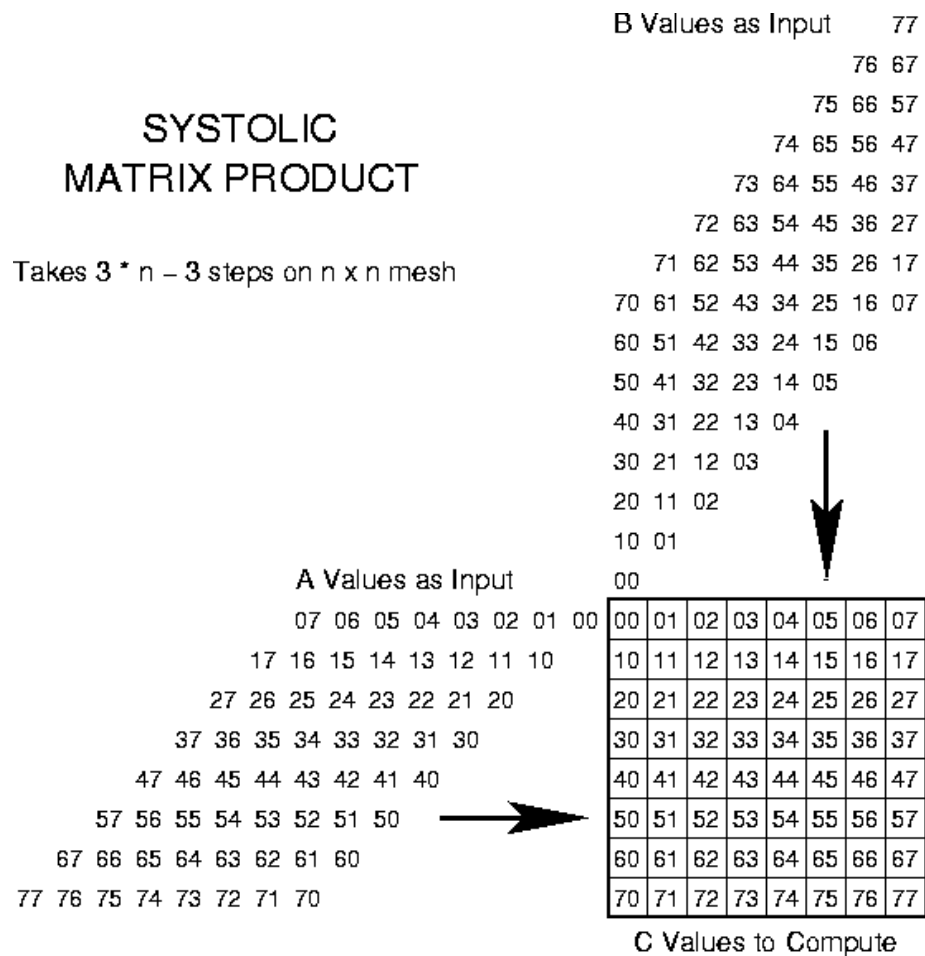 B Values as Input 77
76 67
75 66 57
SYSTOLIC
74 65 56 47
MATRIX PRODUCT
73 64 55 46 37
72 63 54 45 36 27
Takes 3 * n – 3 steps on n x n mesh
71 62 53 44 35 26 17
70 61 52 43 34 25 16 07
60 51 42 33 24 15 06
50 41 32 23 14 05
40 31 22 13 04
30 21 12 03
20 11 02
10 01
A Values as Input 00
07 06 05 04 03 02 01 00 00 01 02 03 04 05 06 07
17 16 15 14 13 12 11 10 10 11 12 13 14 15 16 17
27 26 25 24 23 22 21 20 20 21 22 23 24 25 26 27
37 36 35 34 33 32 31 30 30 31 32 33 34 35 36 37
47 46 45 44 43 42 41 40 40 41 42 43 44 45 46 47
57 56 55 54 53 52 51 50 50 51 52 53 54 55 56 57
67 66 65 64 63 62 61 60 60 61 62 63 64 65 66 67
77 76 75 74 73 72 71 70 70 71 72 73 74 75 76 77
C Values to Compute